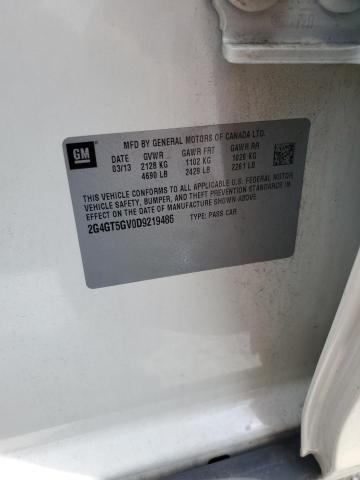 GM
MFD BY GENERAL MOTORS OF CANADA LTD.
DATE GVWR GAWR FRT GAWR RR
03/13 2128 KG 1102 KG 1026 KG
4690 LB 2429 LB 2261 LB
THIS VEHICLE CONFORMS TO ALL APPLICABLE U.S. FEDERAL MOTOR
VEHICLE SAFETY, BUMPER, AND THEFT PREVENTION STANDARDS IN
EFFECT ON THE DATE OF MANUFACTURE SHOWN ABOVE.
2G4GT5GV0D9219486 TYPE: PASS CAR